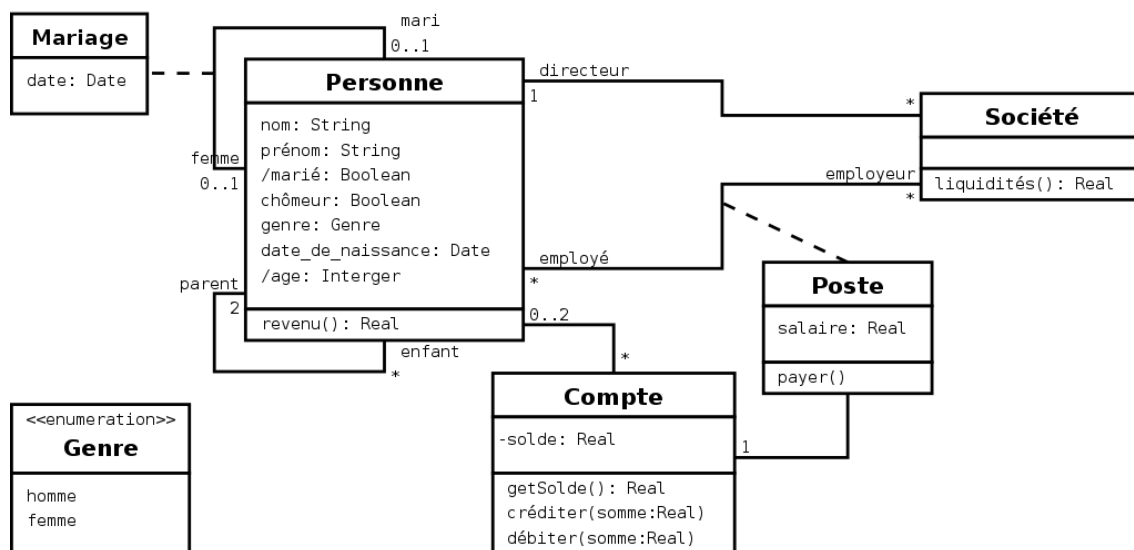 Mariage
date: Date
mari
0..1
femme
0..1
Personne
nom: String
prénom: String
/marié: Boolean
chômeur: Boolean
genre: Genre
date_de_naissance: Date
/age: Interger
revenu(): Real
parent
2
enfant
*
directeur
1
*
Société
liquidités(): Real
employeur
*
employé
*
Poste
salaire: Real
payer()
0..2
*
Compte
-solde: Real
getSolde(): Real
créditer(somme:Real)
débiter(somme:Real)
1
<<enumeration>>
Genre
homme
femme